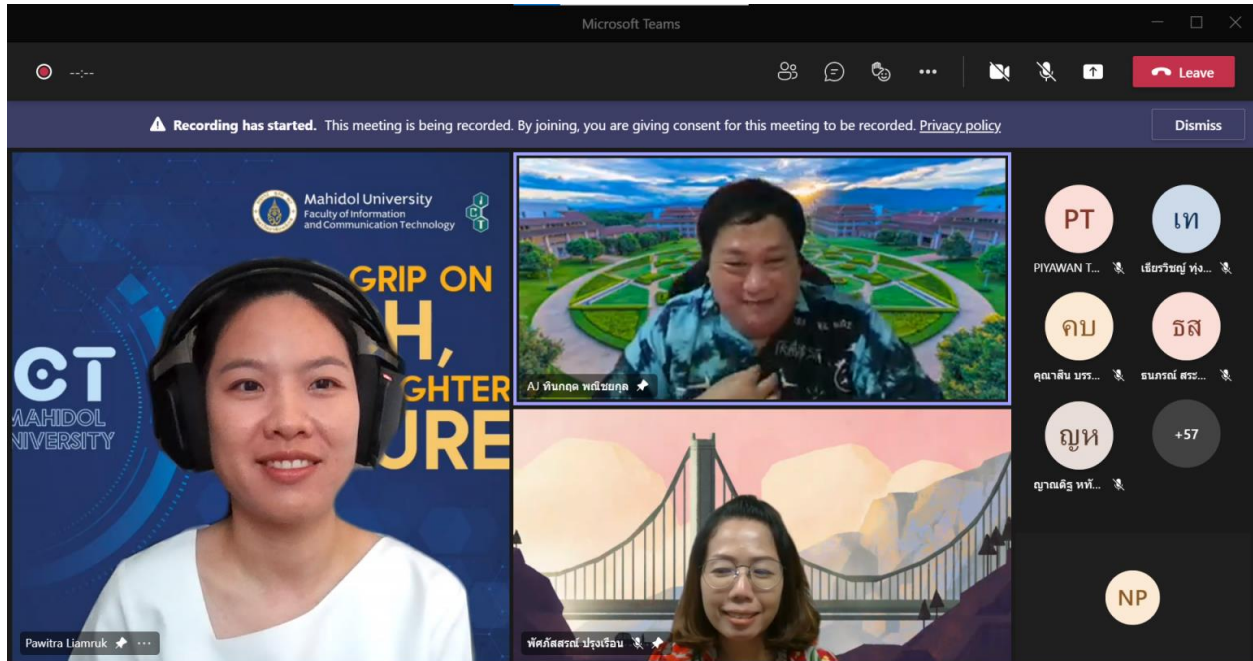 Microsoft Teams
--:--
Leave
Recording has started. This meeting is being recorded. By joining, you are giving consent for this meeting to be recorded. Privacy policy
Dismiss
Mahidol University
Faculty of Information
and Communication Technology
GRIP ON
H,
GHTER
URE
CT
MAHIDOL
NIVERSITY
Pawitra Liamruk
AJ ทินกฤต พณิชยกุล
พัศภัสสรณ์ ปรุงเรือน
PT
PIYAWAN T...
เท
เธียรวิชญ์ ทุ่ง...
คบ
คุณาสิน บรร...
ธส
ธนภรณ์ สระ...
ญห
ญาณดิฐ หทั...
+57
NP